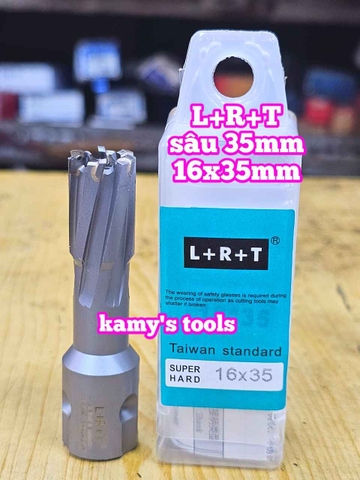 L+R+T
sâu 35mm
16x35mm
L+R+T®
The wearing of safety glasses is required during
the process of operation as cutting tools may
shatter if broken.
kamy's tools
Taiwan standard
SUPER
HARD
16x35